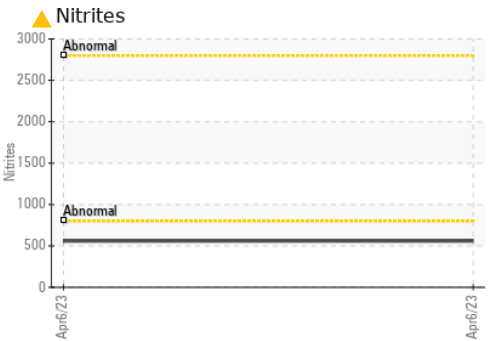 Nitrites
3000
Abnormal
2500
2000
Nitrites
1500
1000
Abnormal
500
0
Apr6/23
Apr6/23